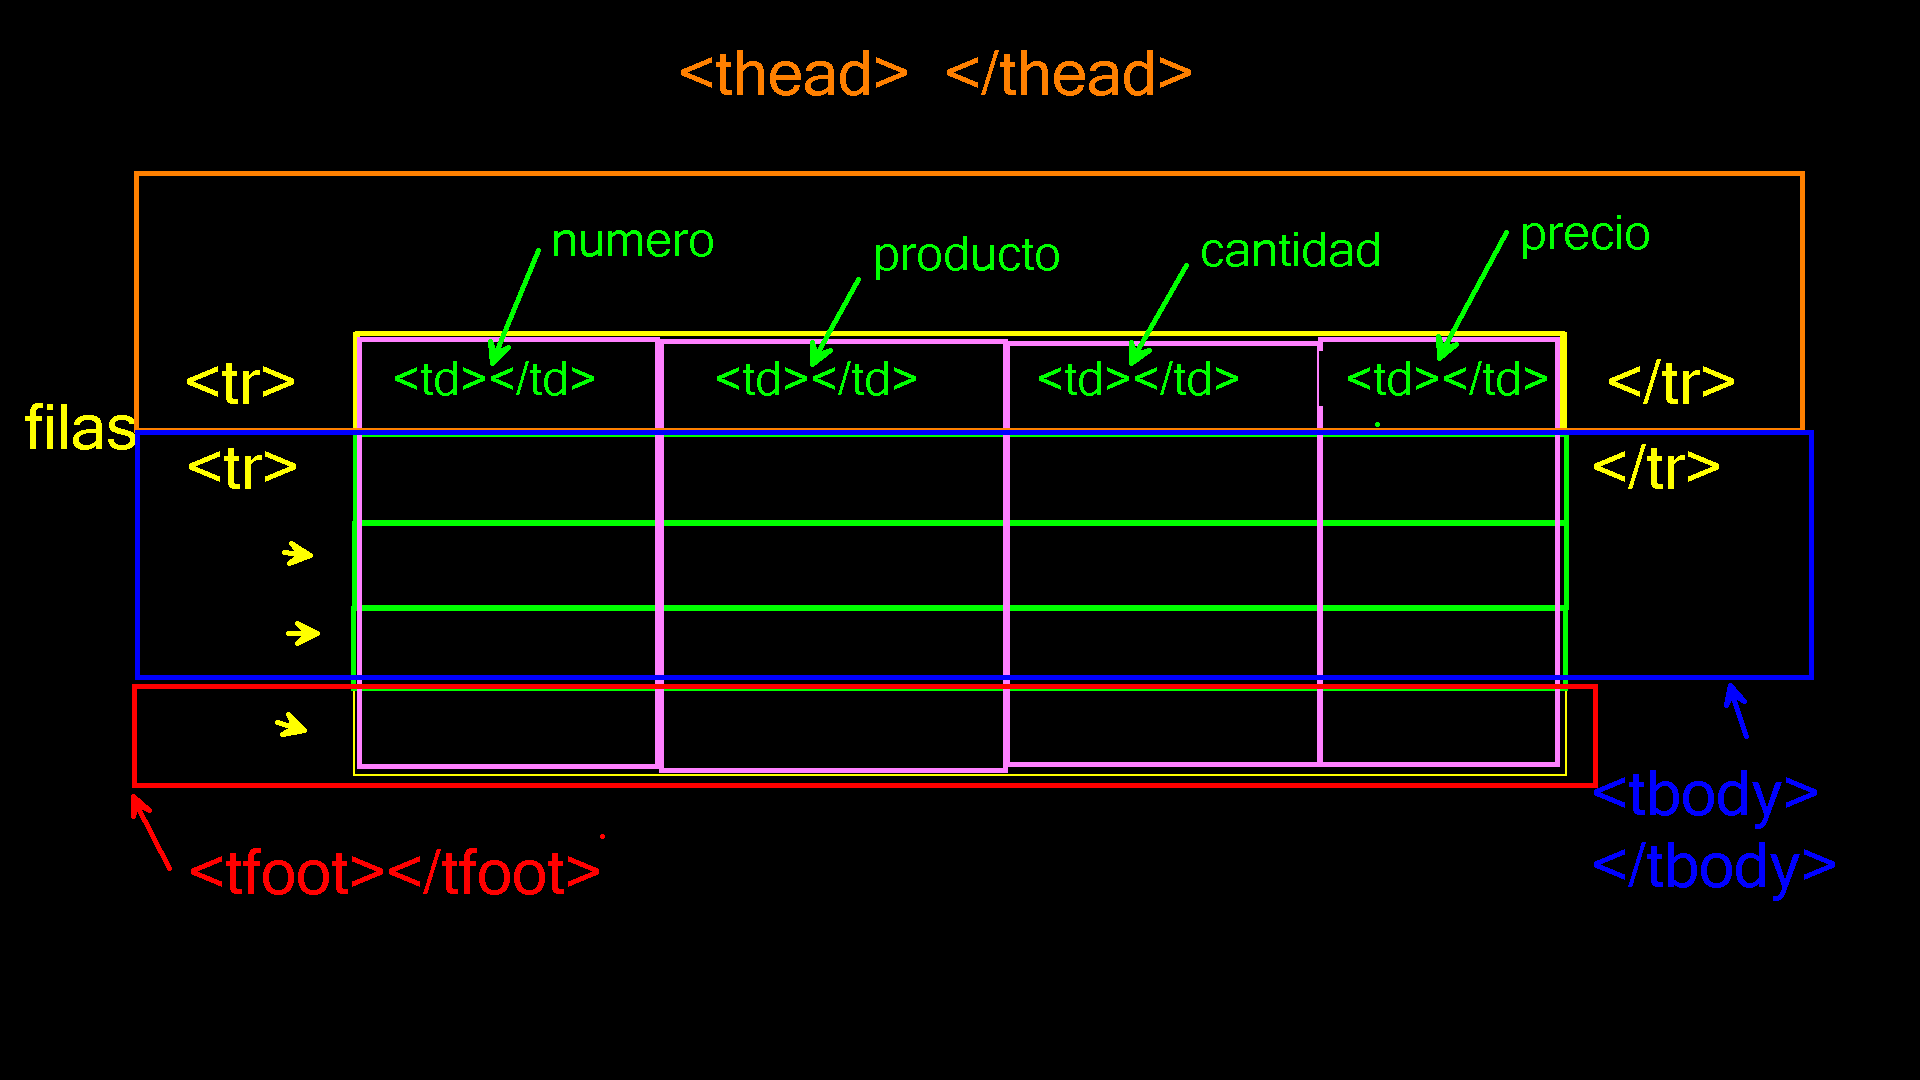 <thead> </thead>
numero producto cantidad precio
<tr> <td></td> <td></td> <td></td> <td></td> </tr>
filas
<tr> </tr>
<tbody>
</tbody>
<tfoot></tfoot>